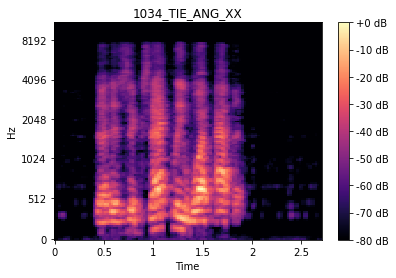 1034_TIE_ANG_XX
+0 dB
8192
-10 dB
4096
-20 dB
-30 dB
2048
Hz
-40 dB
1024
-50 dB
512
-60 dB
-70 dB
0
-80 dB
0 0.5 1 1.5 2 2.5
Time